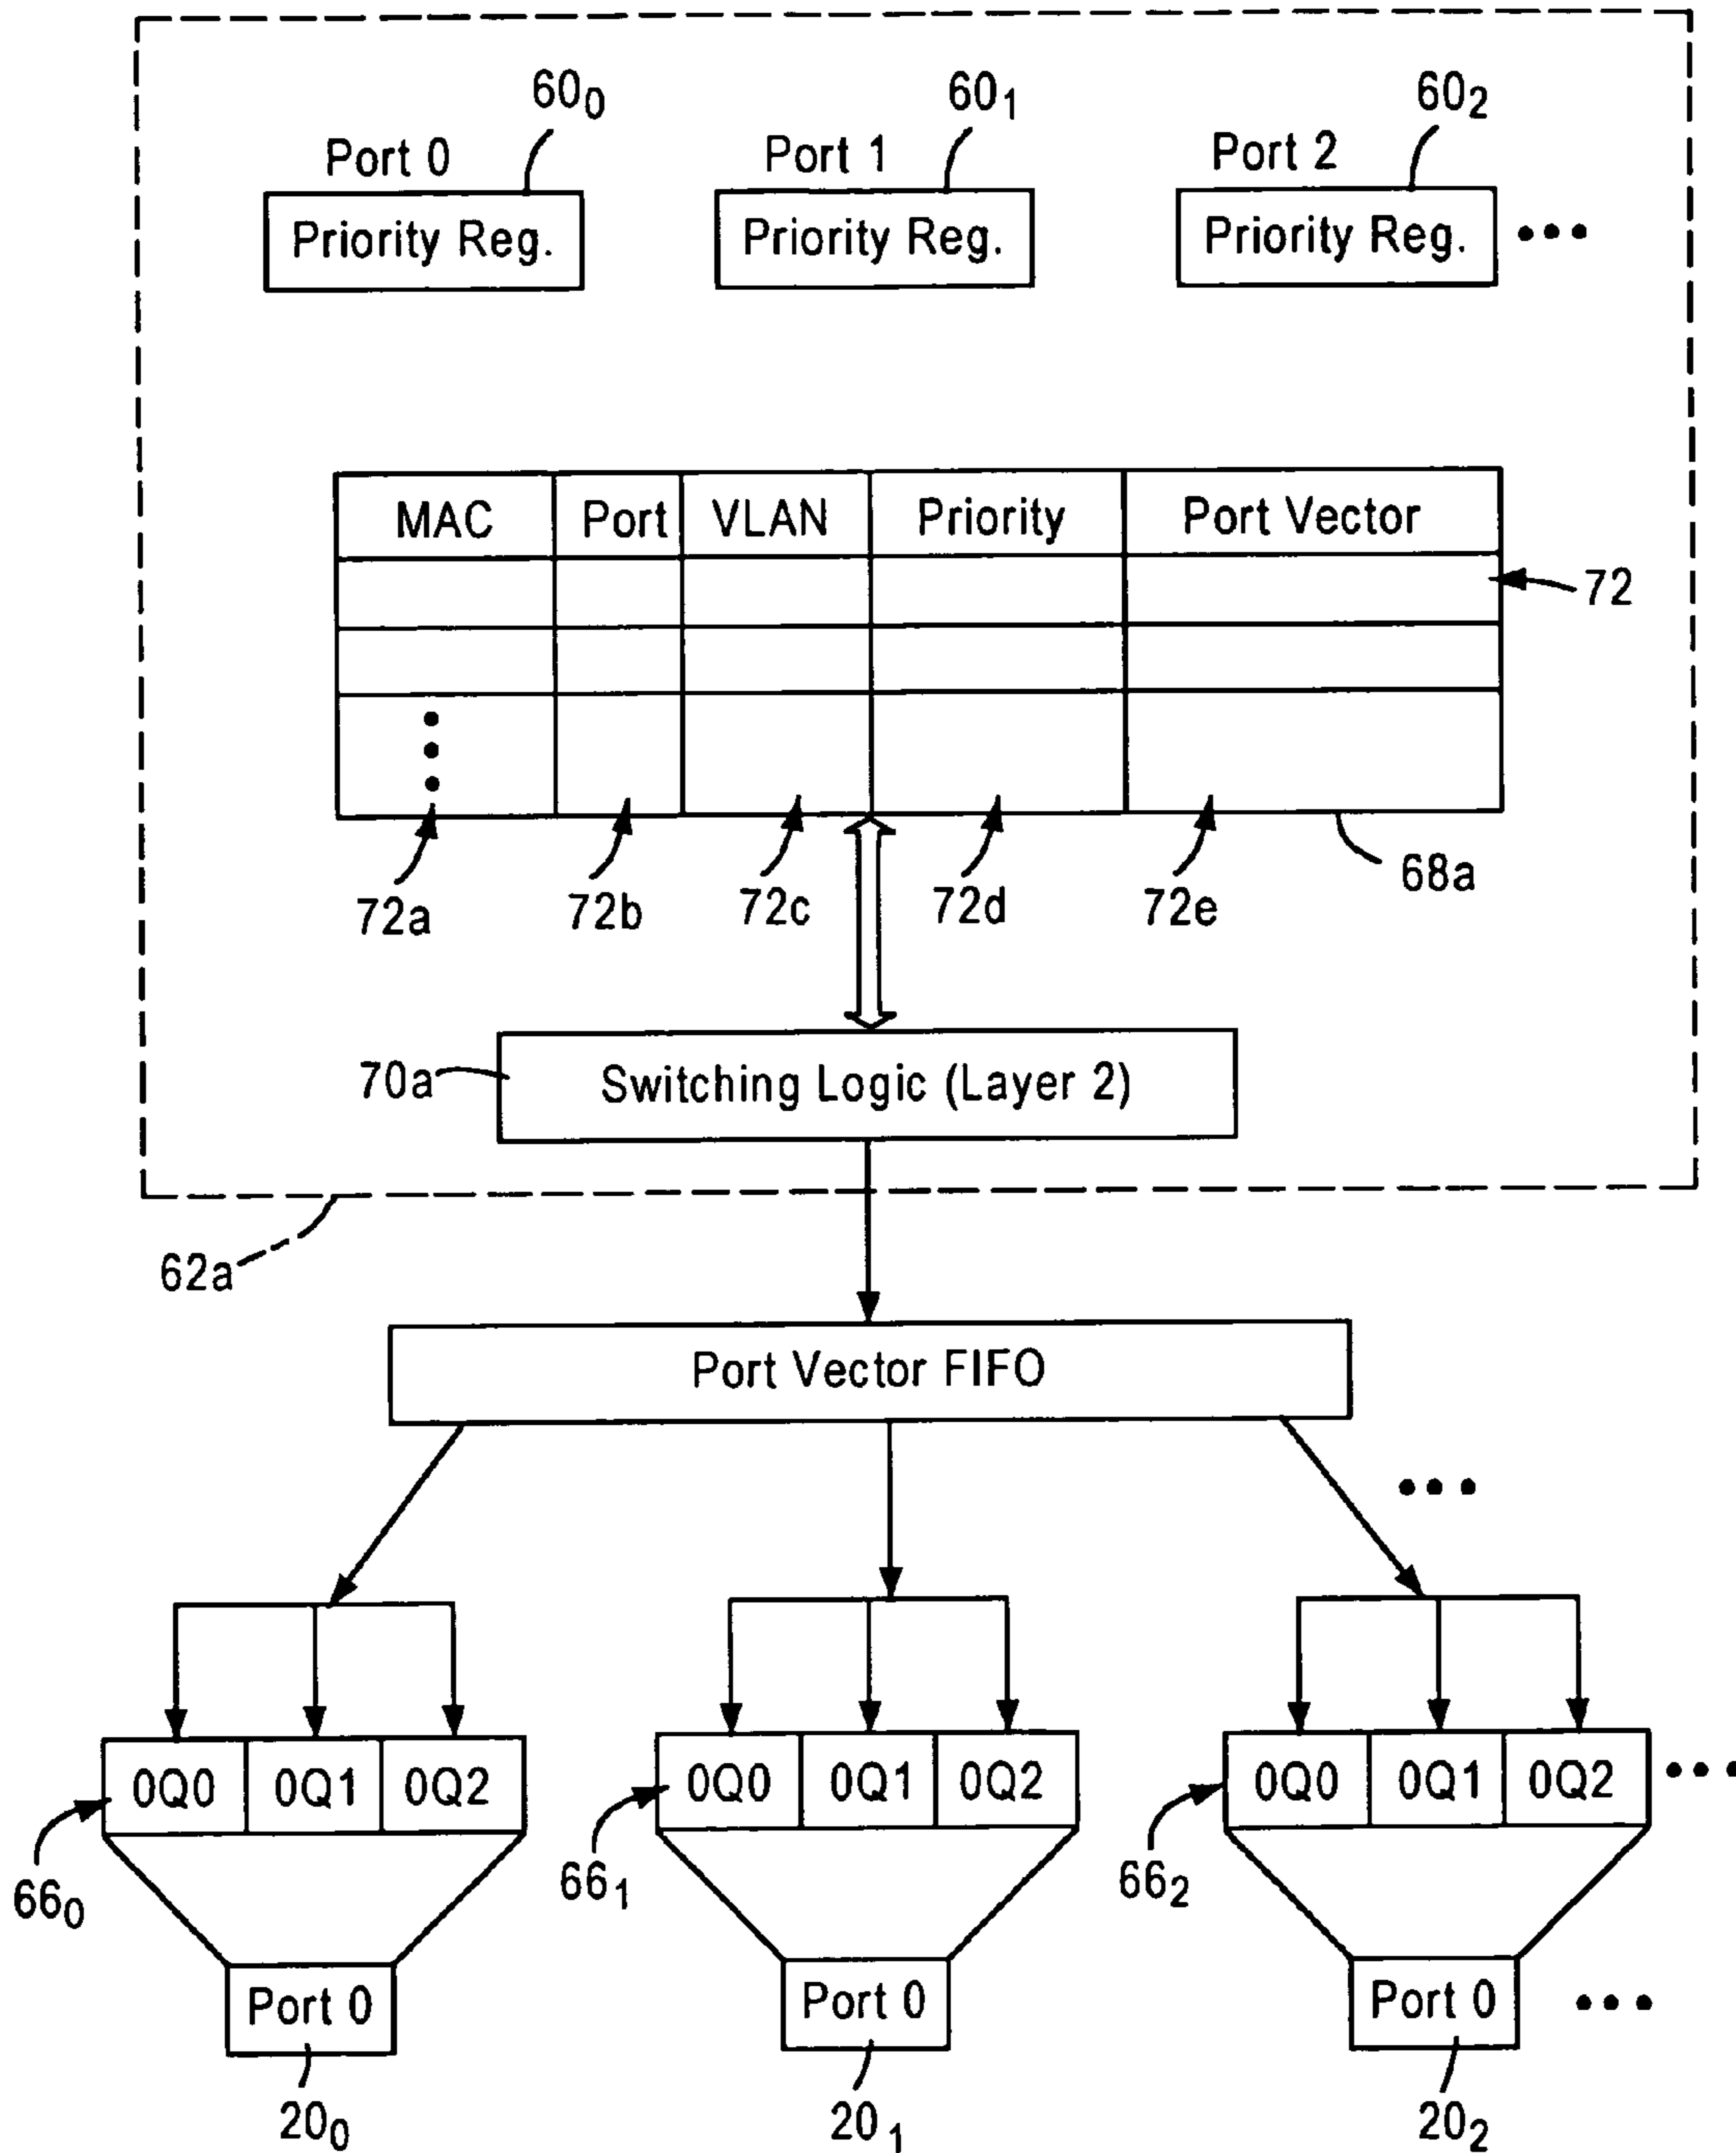 60₀ 60₁ 60₂
Port 0 Port 1 Port 2
Priority Reg. Priority Reg. Priority Reg. •••
MAC Port VLAN Priority Port Vector
72
68a
72a 72b 72c 72d 72e
70a Switching Logic (Layer 2)
62a
Port Vector FIFO
•••
0Q0 0Q1 0Q2 0Q0 0Q1 0Q2 0Q0 0Q1 0Q2 •••
66₀ 66₁ 66₂
Port 0 Port 0 Port 0 •••
20₀ 20₁ 20₂